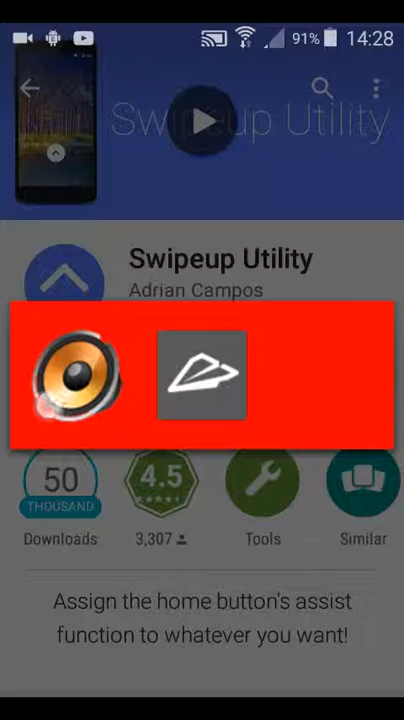 91% 14:28
Swipeup Utility
Swipeup Utility
Adrian Campos
50
THOUSAND
Downloads
4.5
3,307
Tools
Similar
Assign the home button's assist
function to whatever you want!